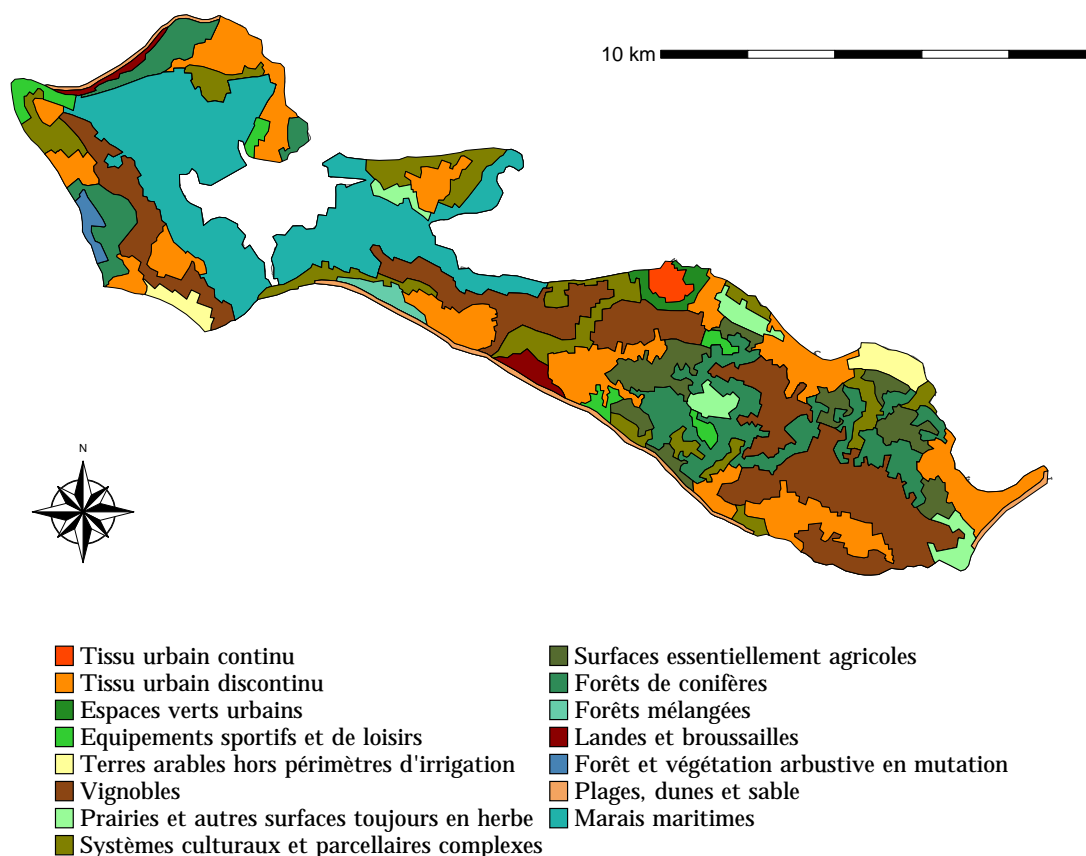 10 km
N
Tissu urbain continu
Tissu urbain discontinu
Espaces verts urbains
Equipements sportifs et de loisirs
Terres arables hors périmètres d'irrigation
Vignobles
Prairies et autres surfaces toujours en herbe
Systèmes culturaux et parcellaires complexes
Surfaces essentiellement agricoles
Forêts de conifères
Forêts mélangées
Landes et broussailles
Forêt et végétation arbustive en mutation
Plages, dunes et sable
Marais maritimes